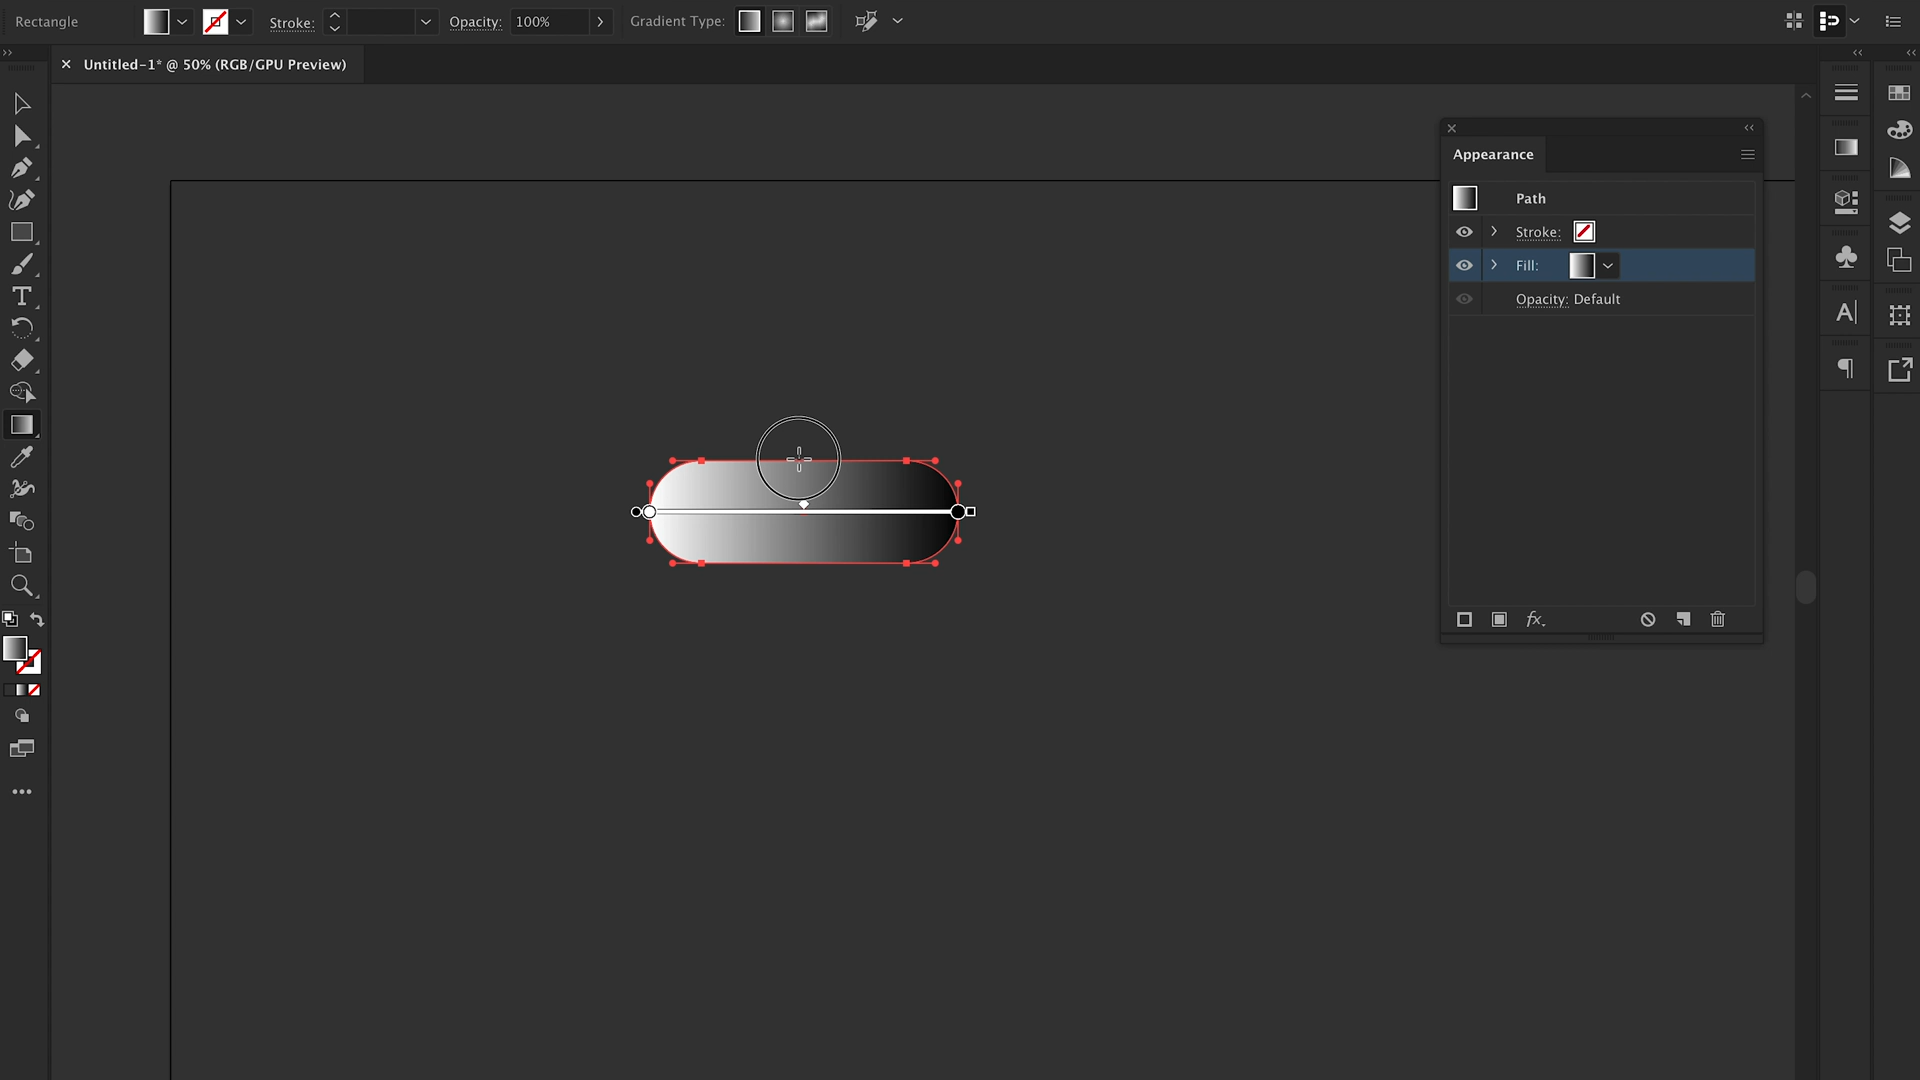 Rectangle
Stroke:
Opacity: 100%
Gradient Type:
Untitled-1* @ 50% (RGB/GPU Preview)
Appearance
Path
Stroke:
Fill:
Opacity: Default
fx.